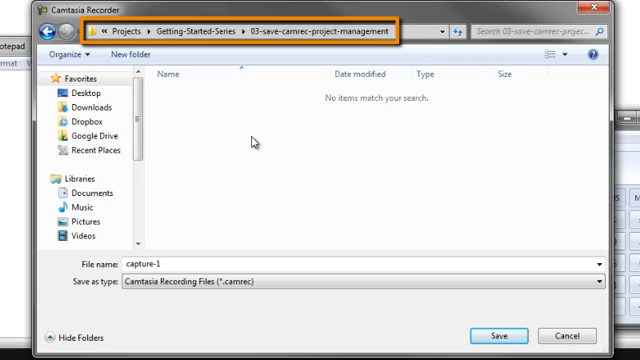 Camtasia Recorder
« Projects ▸ Getting-Started-Series ▸ 03-save-camrec-project-management
Search 03-save-camrec-projec...
Organize
New folder
Name
Date modified
Type
Size
No items match your search.
Favorites
Desktop
Downloads
Dropbox
Google Drive
Recent Places
Libraries
Documents
Music
Pictures
Videos
File name: capture-1
Save as type: Camtasia Recording Files (*.camrec)
Hide Folders
Save
Cancel
otepad
ormat View